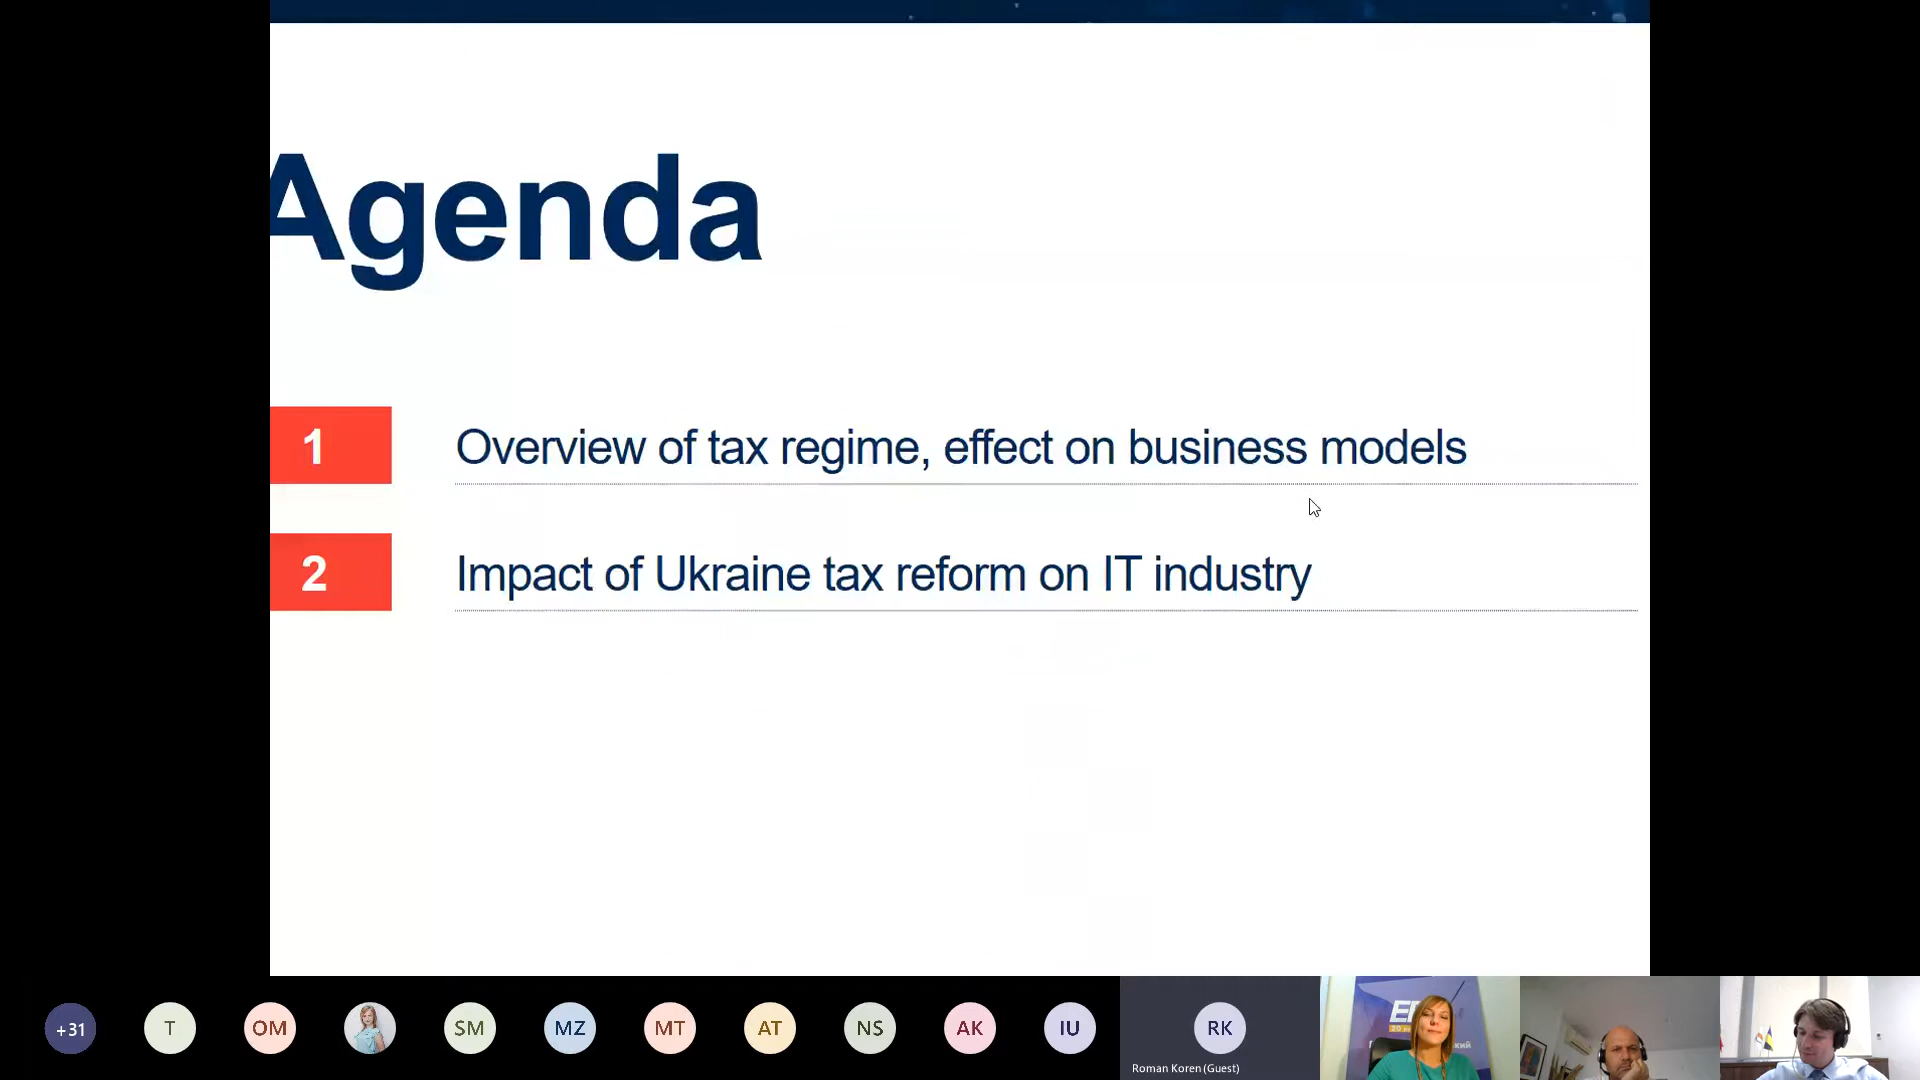 Agenda
1 Overview of tax regime, effect on business models
2 Impact of Ukraine tax reform on IT industry
+31
T
OM
SM
MZ
MT
AT
NS
AK
IU
RK
Roman Koren (Guest)